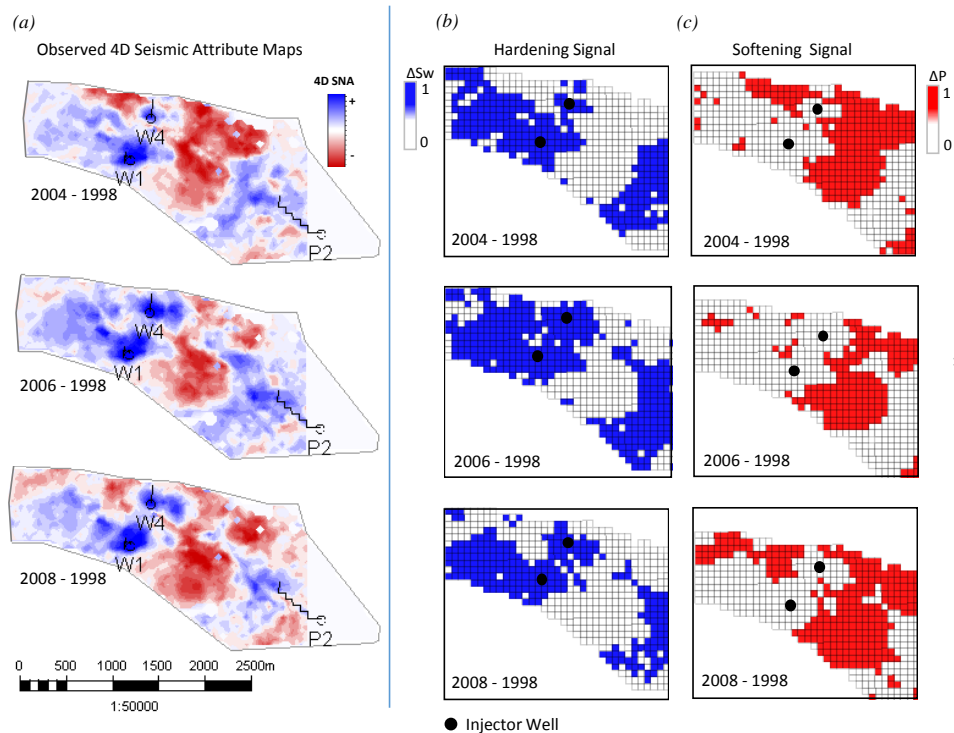 (a)
Observed 4D Seismic Attribute Maps
4D SNA
+
-
W4
W1
2004 - 1998
P2
W4
W1
2006 - 1998
P2
W4
W1
2008 - 1998
P2
0 500 1000 1500 2000 2500m
1:50000
(b)
Hardening Signal
ΔSw
1
0
2004 - 1998
2006 - 1998
2008 - 1998
Injector Well
(c)
Softening Signal
ΔP
1
0
2004 - 1998
2006 - 1998
2008 - 1998